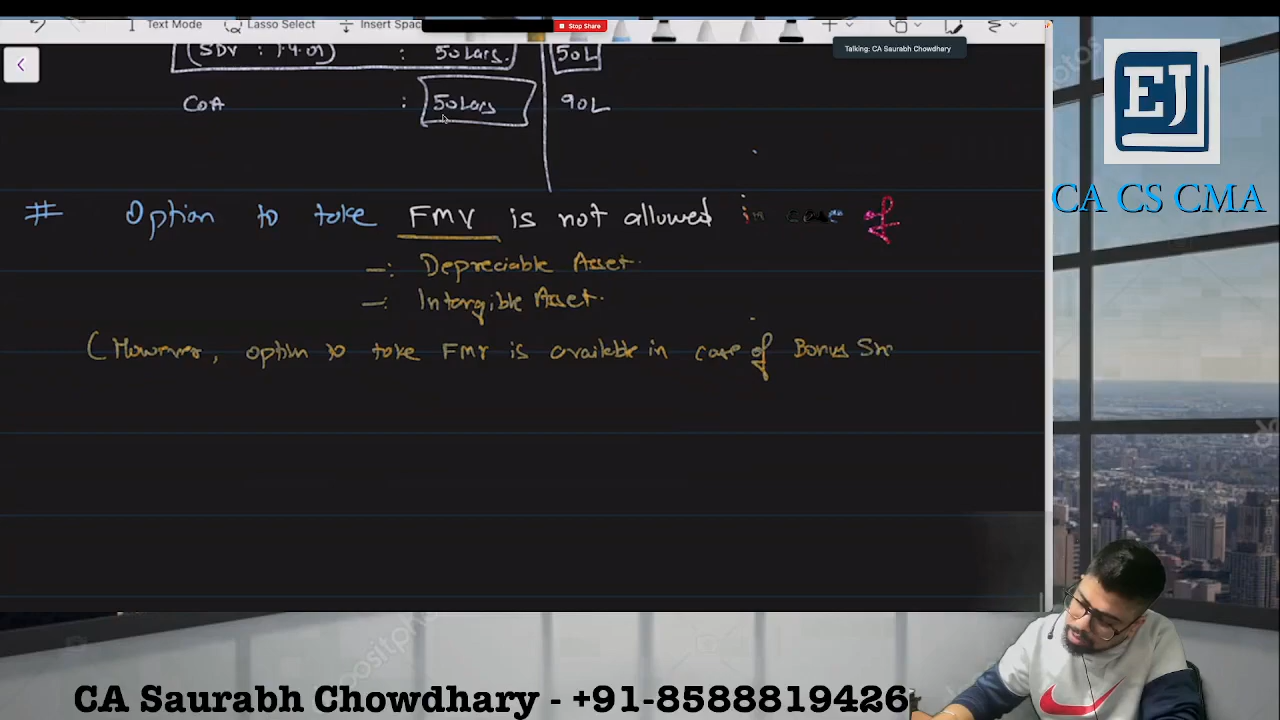 Text Mode Lasso Select Insert Spac
Stop Share
Talking: CA Saurabh Chowdhary
(SDV : 1.4.01) : 50 Lacs. 50L
COA : 50 Lacs 90L
# Option to take FMV is not allowed in case of
—: Depreciable Asset.
—: Intangible Asset.
(However, option to take FMV is available in case of Bonus Sh
EJ
CA CS CMA
CA Saurabh Chowdhary - +91-8588819426